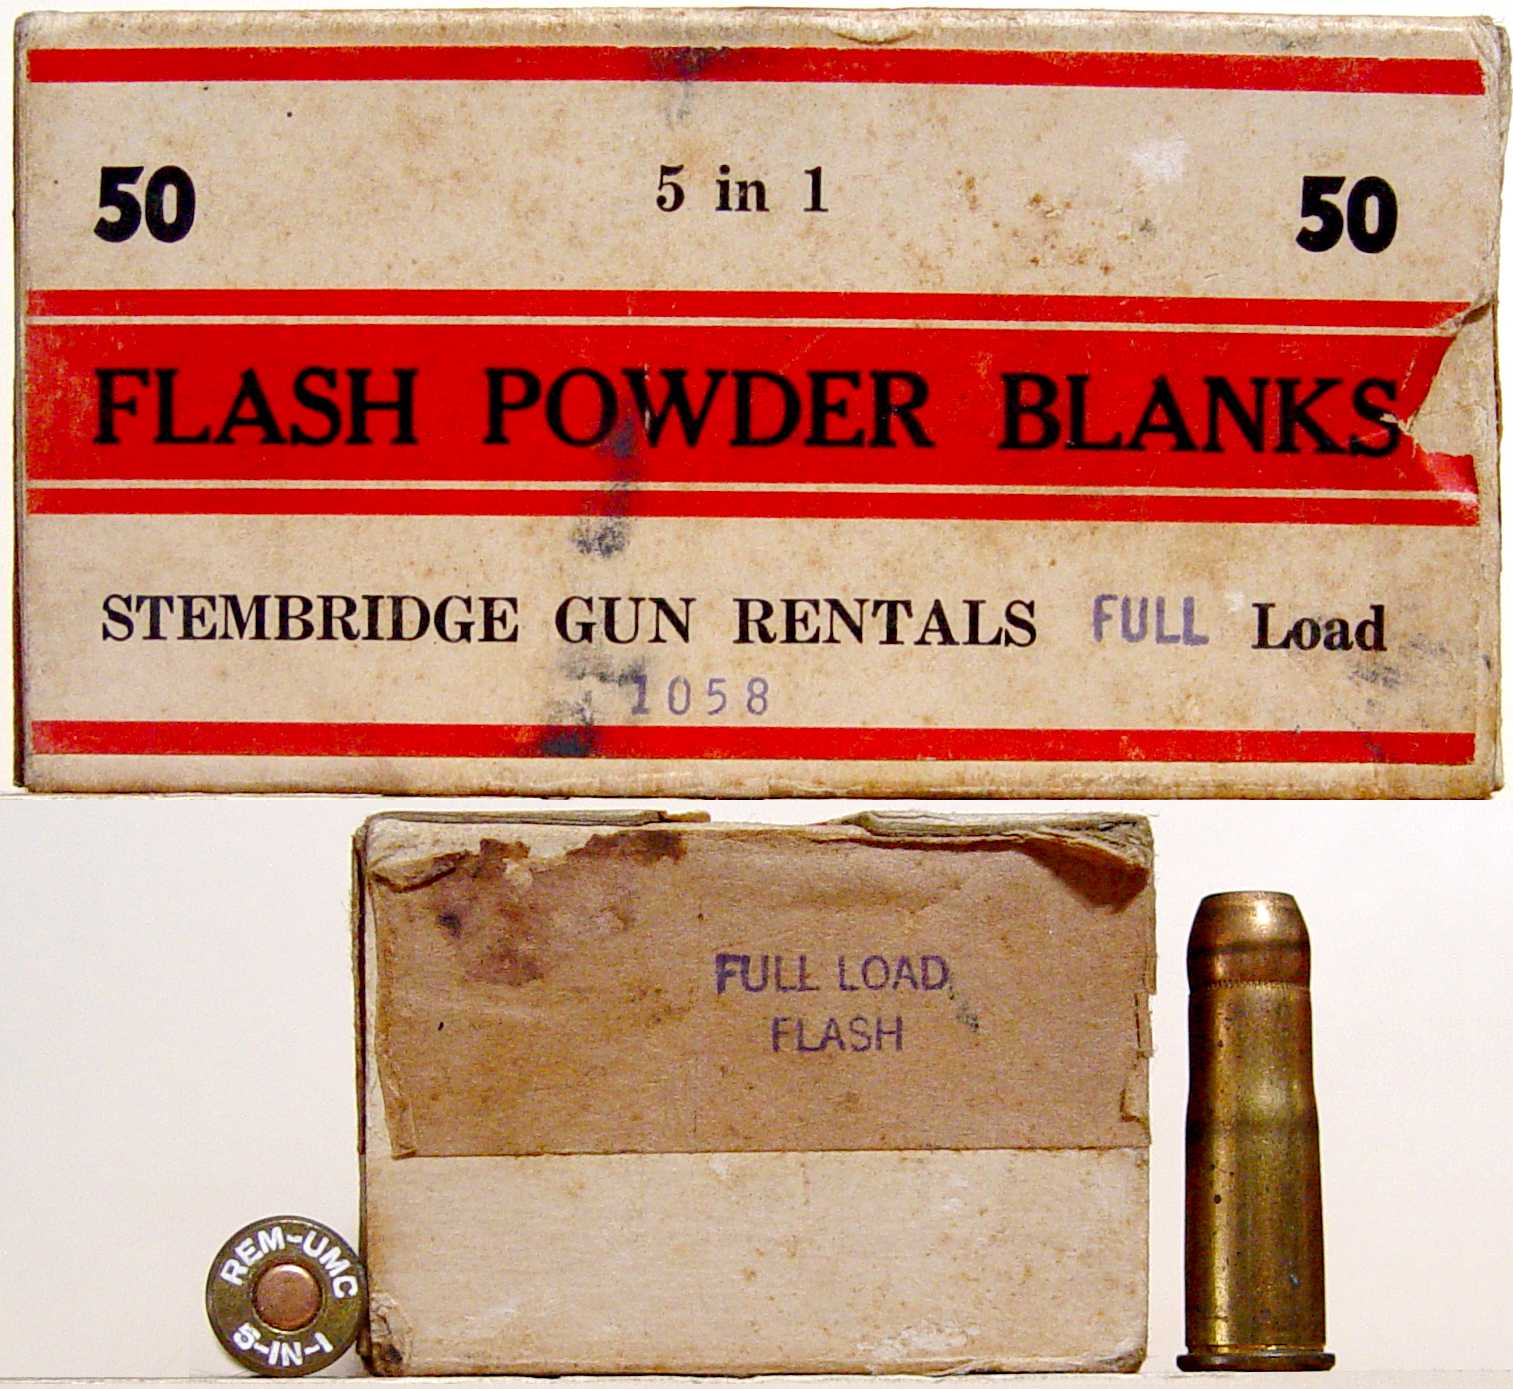 50 5 in 1 50
FLASH POWDER BLANKS
STEMBRIDGE GUN RENTALS FULL Load
1058
FULL LOAD
FLASH
REM-UMC
5-IN-1